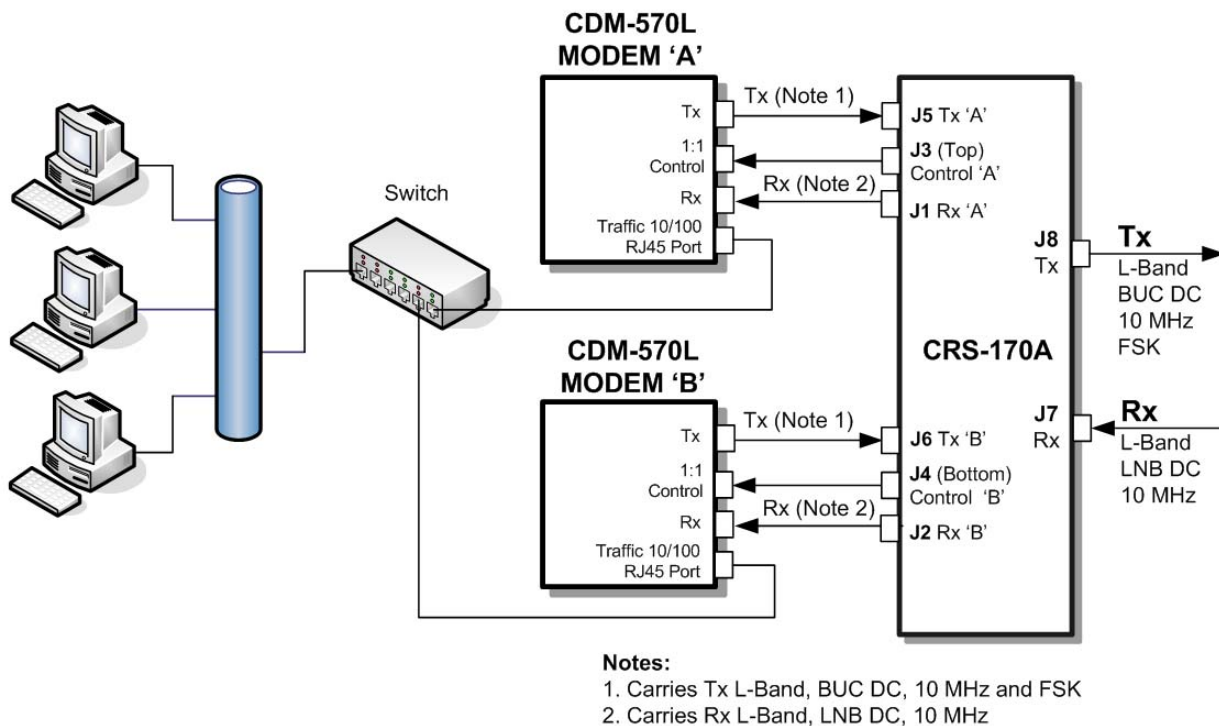 CDM-570L
MODEM ‘A’
Tx
1:1
Control
Rx
Traffic 10/100
RJ45 Port
Tx (Note 1)
Rx (Note 2)
Switch
J5 Tx ‘A’
J3 (Top)
Control ‘A’
J1 Rx ‘A’
J8
Tx
Tx
L-Band
BUC DC
10 MHz
FSK
CRS-170A
CDM-570L
MODEM ‘B’
Tx
1:1
Control
Rx
Traffic 10/100
RJ45 Port
Tx (Note 1)
Rx (Note 2)
J6 Tx ‘B’
J4 (Bottom)
Control ‘B’
J2 Rx ‘B’
J7
Rx
Rx
L-Band
LNB DC
10 MHz
Notes:
1. Carries Tx L-Band, BUC DC, 10 MHz and FSK
2. Carries Rx L-Band, LNB DC, 10 MHz